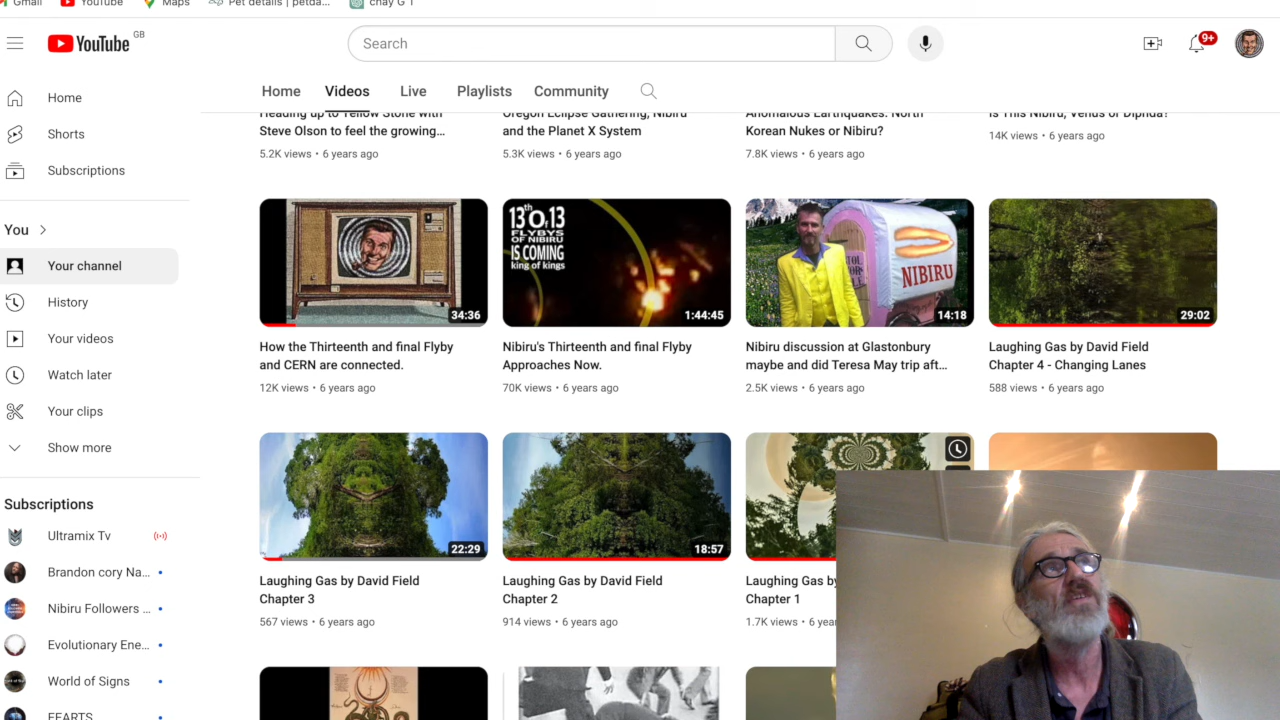 Gmail
YouTube
Maps
Pet details | petda...
chay G T
YouTube GB
Search
9+
Home
Videos
Live
Playlists
Community
Home
Shorts
Subscriptions
You
Your channel
History
Your videos
Watch later
Your clips
Show more
Subscriptions
Ultramix Tv
Brandon cory Na...
Nibiru Followers ...
Evolutionary Ene...
World of Signs
FFARTS
Heading up to Yellow Stone with
Steve Olson to feel the growing...
5.2K views • 6 years ago
Oregon Eclipse Gathering, Nibiru
and the Planet X System
5.3K views • 6 years ago
Anomalous Earthquakes: North
Korean Nukes or Nibiru?
7.8K views • 6 years ago
Is This Nibiru, Venus or Diphda?
14K views • 6 years ago
34:36
How the Thirteenth and final Flyby
and CERN are connected.
12K views • 6 years ago
13th 13
FLYBYS
OF NIBIRU
IS COMING
king of kings
1:44:45
Nibiru's Thirteenth and final Flyby
Approaches Now.
70K views • 6 years ago
NIBIRU
14:18
Nibiru discussion at Glastonbury
maybe and did Teresa May trip aft...
2.5K views • 6 years ago
29:02
Laughing Gas by David Field
Chapter 4 - Changing Lanes
588 views • 6 years ago
22:29
Laughing Gas by David Field
Chapter 3
567 views • 6 years ago
18:57
Laughing Gas by David Field
Chapter 2
914 views • 6 years ago
Laughing Gas by
Chapter 1
1.7K views • 6